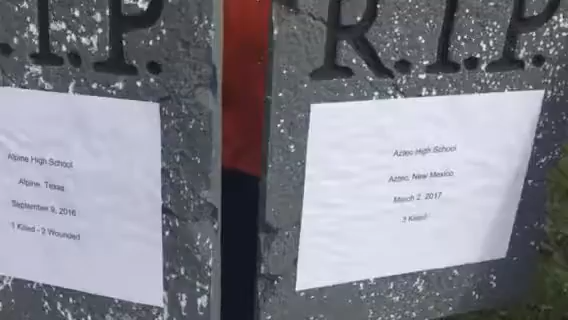 R.I.P.
Alpine High School
Alpine, Texas
September 9, 2016
1 Killed - 2 Wounded
R.I.P.
Aztec High School
Aztec, New Mexico
March 2, 2017
3 Killed